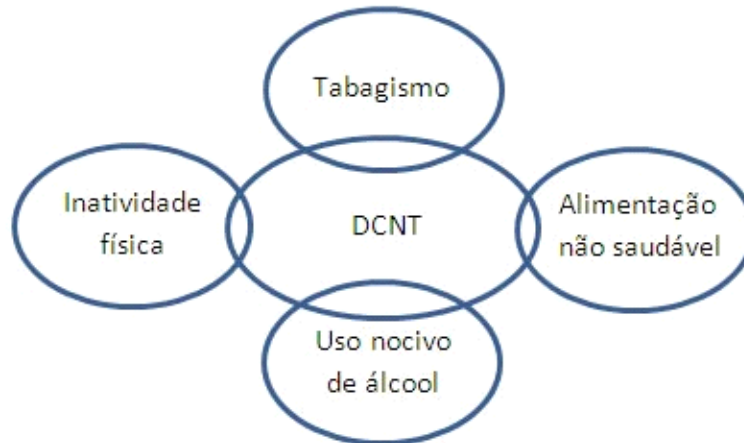 Tabagismo
Inatividade
física
DCNT
Alimentação
não saudável
Uso nocivo
de álcool